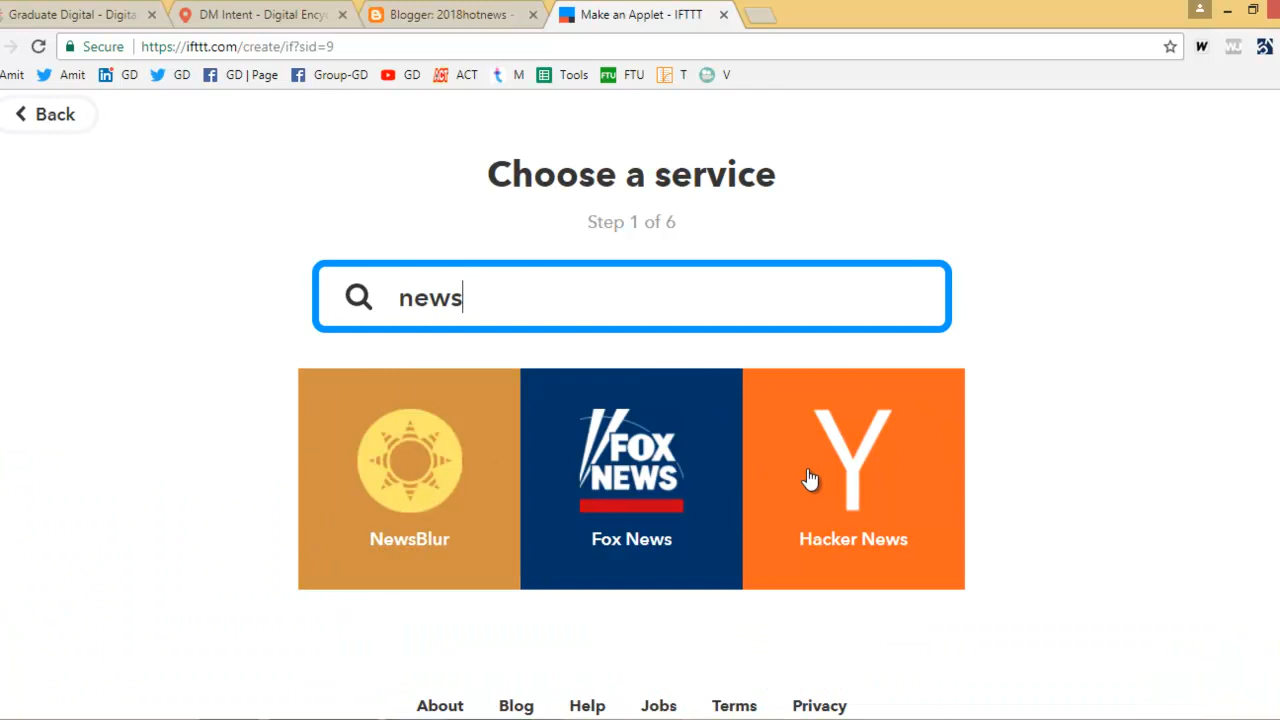 Graduate Digital - Digita
DM Intent - Digital Ency
Blogger: 2018hotnews -
Make an Applet - IFTTT
Secure
https://ifttt.com/create/if?sid=9
Amit
Amit
GD
GD
GD | Page
Group-GD
GD
ACT
ACT
M
Tools
FTU
FTU
T
V
Back
Choose a service
Step 1 of 6
news
FOX
NEWS
Y
NewsBlur
Fox News
Hacker News
About
Blog
Help
Jobs
Terms
Privacy